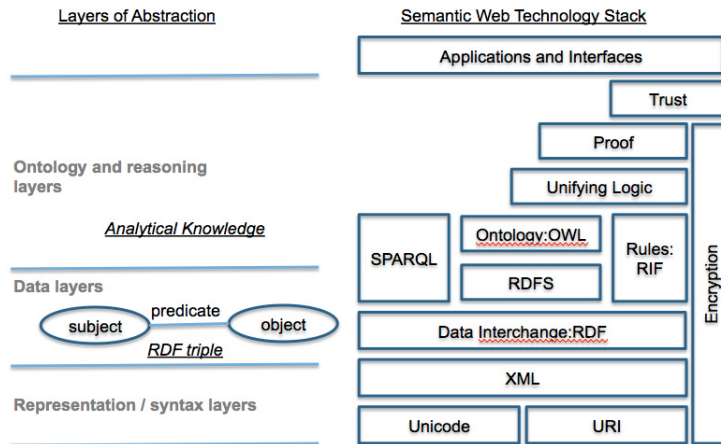 Layers of Abstraction
Semantic Web Technology Stack
Applications and Interfaces
Trust
Proof
Ontology and reasoning
layers
Unifying Logic
Analytical Knowledge
SPARQL
Ontology:OWL
Rules:
RIF
RDFS
Encryption
Data layers
subject
predicate
object
RDF triple
Data Interchange:RDF
XML
Representation / syntax layers
Unicode
URI